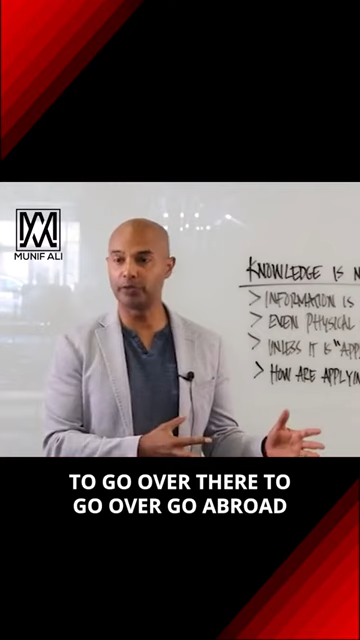 MUNIF ALI
KNOWLEDGE IS
> INFORMATION IS
> EVEN PHYSICAL
> UNLESS IT IS "APP
> HOW ARE APPLYIN
TO GO OVER THERE TO
GO OVER GO ABROAD